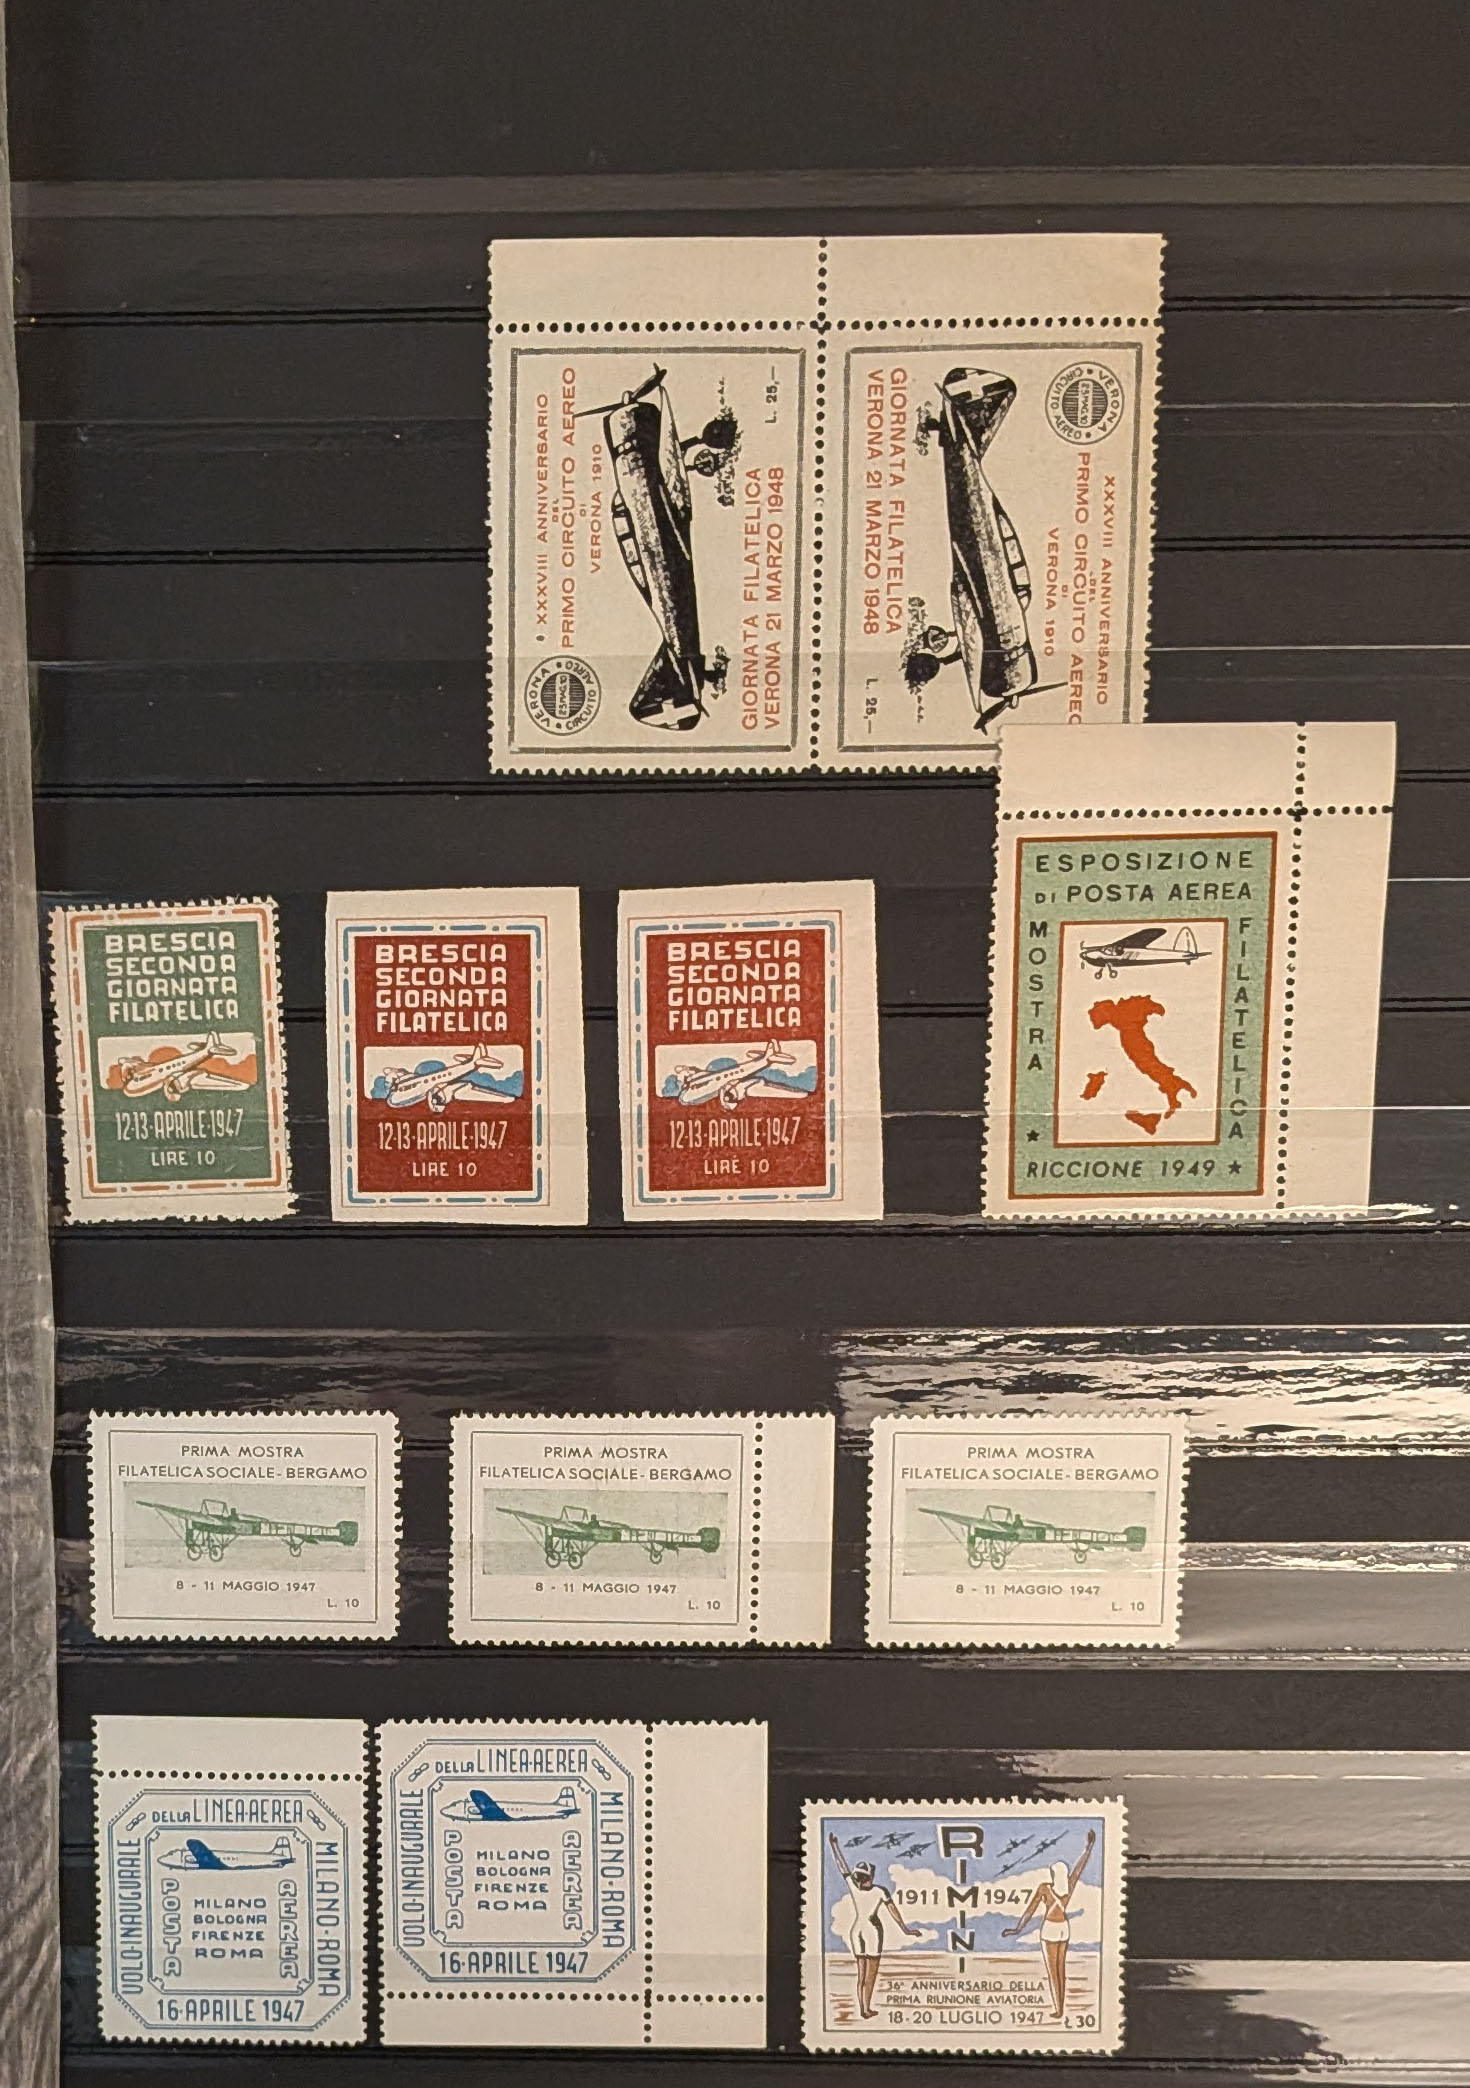 XXXVIII ANNIVERSARIO
DEL
PRIMO CIRCUITO AEREO
DI
VERONA 1910
VERONA
25 MAG. 10
CIRCUITO AEREO
L. 25,—
GIORNATA FILATELICA
VERONA 21 MARZO 1948
XXXVIII ANNIVERSARIO
DEL
PRIMO CIRCUITO AEREO
DI
VERONA 1910
VERONA
25 MAG. 10
CIRCUITO AEREO
L. 25,—
GIORNATA FILATELICA
VERONA 21 MARZO 1948
BRESCIA
SECONDA
GIORNATA
FILATELICA
12-13·APRILE·1947
LIRE 10
BRESCIA
SECONDA
GIORNATA
FILATELICA
12-13·APRILE·1947
LIRE 10
BRESCIA
SECONDA
GIORNATA
FILATELICA
12-13·APRILE·1947
LIRE 10
ESPOSIZIONE
DI POSTA AEREA
MOSTRA
FILATELICA
RICCIONE 1949
PRIMA MOSTRA
FILATELICA SOCIALE - BERGAMO
8 - 11 MAGGIO 1947
L. 10
PRIMA MOSTRA
FILATELICA SOCIALE - BERGAMO
8 - 11 MAGGIO 1947
L. 10
PRIMA MOSTRA
FILATELICA SOCIALE - BERGAMO
8 - 11 MAGGIO 1947
L. 10
VOLO·INAUGURALE
DELLA LINEA·AEREA
MILANO·ROMA
POSTA
AEREA
MILANO
BOLOGNA
FIRENZE
ROMA
16·APRILE 1947
VOLO·INAUGURALE
DELLA LINEA·AEREA
MILANO·ROMA
POSTA
AEREA
MILANO
BOLOGNA
FIRENZE
ROMA
16·APRILE 1947
RIMINI
1911 1947
36° ANNIVERSARIO DELLA
PRIMA RIUNIONE AVIATORIA
18-20 LUGLIO 1947
L 30